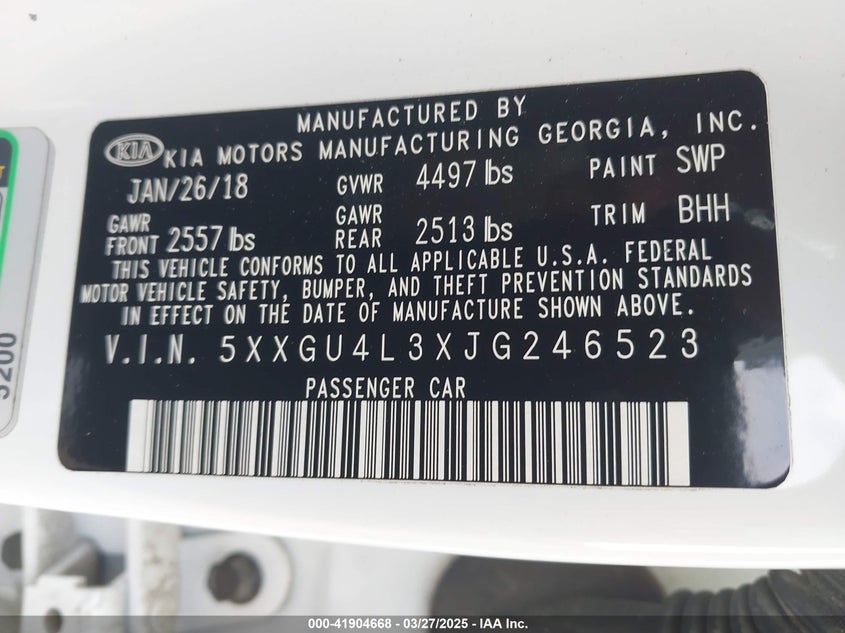 MANUFACTURED BY
KIA KIA MOTORS MANUFACTURING GEORGIA, INC.
JAN/26/18 GVWR 4497 lbs PAINT SWP
GAWR FRONT 2557 lbs GAWR REAR 2513 lbs TRIM BHH
THIS VEHICLE CONFORMS TO ALL APPLICABLE U.S.A. FEDERAL
MOTOR VEHICLE SAFETY, BUMPER, AND THEFT PREVENTION STANDARDS
IN EFFECT ON THE DATE OF MANUFACTURE SHOWN ABOVE.
V.I.N. 5XXGU4L3XJG246523
PASSENGER CAR
000-41904668 - 03/27/2025 - IAA Inc.